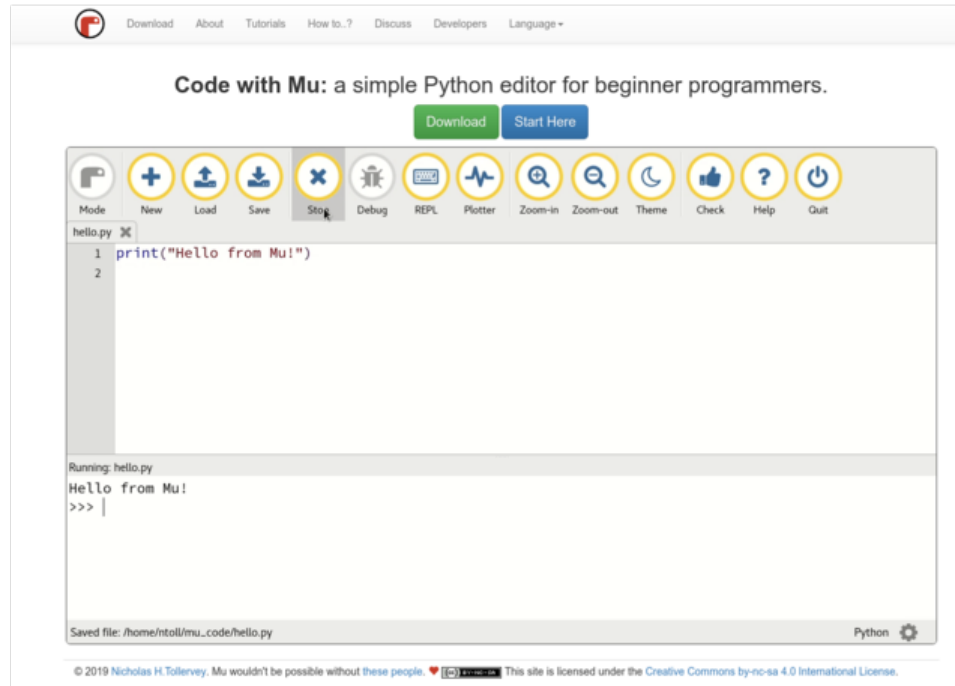 Download About Tutorials How to..? Discuss Developers Language
Code with Mu: a simple Python editor for beginner programmers.
Download Start Here
Mode New Load Save Stop Debug REPL Plotter Zoom-in Zoom-out Theme Check Help Quit
hello.py
1 print("Hello from Mu!")
2
Running: hello.py
Hello from Mu!
>>>
Saved file: /home/ntoll/mu_code/hello.py Python
© 2019 Nicholas H.Tollervey. Mu wouldn't be possible without these people. ♥ (cc) BY-NC-SA This site is licensed under the Creative Commons by-nc-sa 4.0 International License.